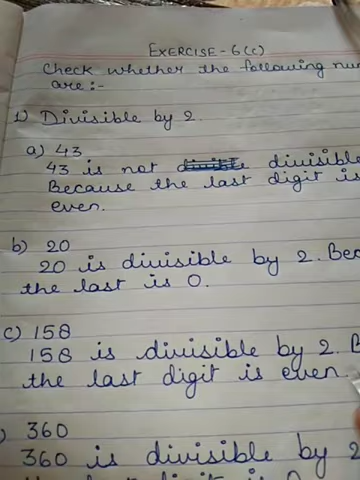 EXERCISE - 6(c)
Check whether the following
are :-
1) Divisible by 2.
a) 43
43 is not divisible
Because the last digit is
even.
b) 20
20 is divisible by 2.
the last is 0.
c) 158
158 is divisible by 2.
the last digit is even.
) 360
360 is divisible by 2